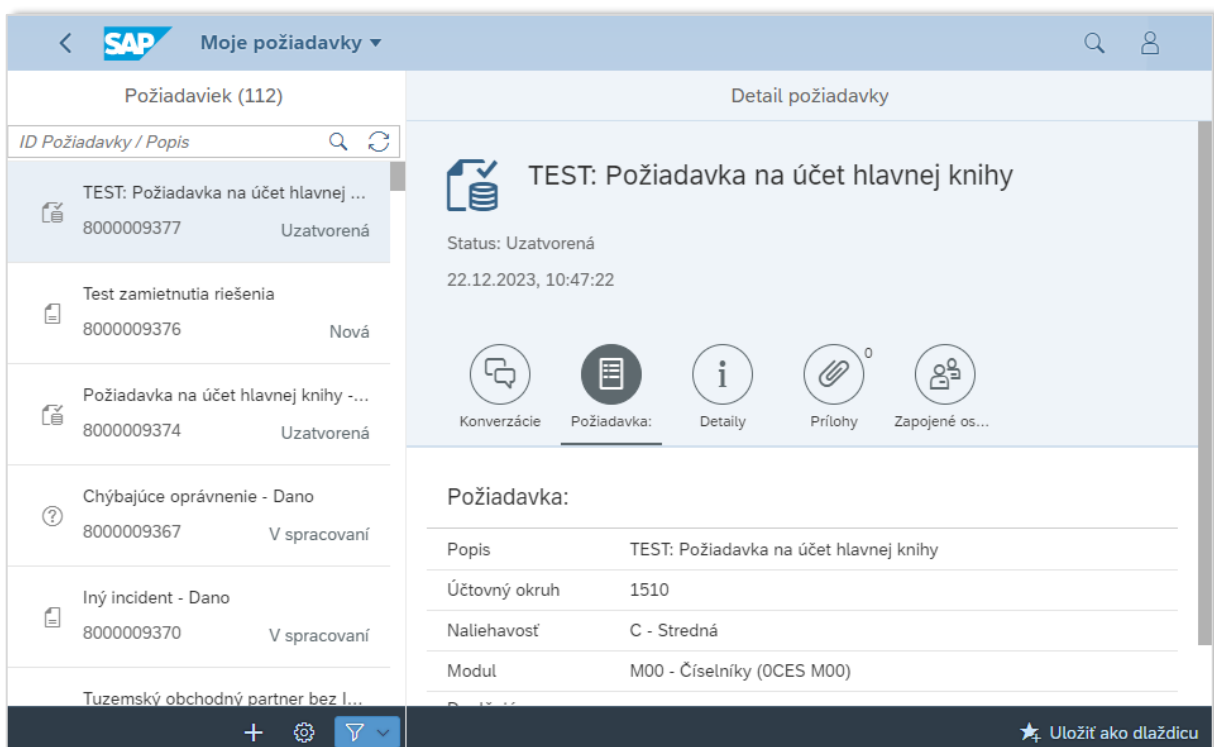 SAP Moje požiadavky
Požiadaviek (112)
ID Požiadavky / Popis
TEST: Požiadavka na účet hlavnej ...
8000009377 Uzatvorená
Test zamietnutia riešenia
8000009376 Nová
Požiadavka na účet hlavnej knihy -...
8000009374 Uzatvorená
Chýbajúce oprávnenie - Dano
8000009367 V spracovaní
Iný incident - Dano
8000009370 V spracovaní
Tuzemský obchodný partner bez I...
Detail požiadavky
TEST: Požiadavka na účet hlavnej knihy
Status: Uzatvorená
22.12.2023, 10:47:22
0
Konverzácie Požiadavka: Detaily Prílohy Zapojené os...
Požiadavka:
Popis TEST: Požiadavka na účet hlavnej knihy
Účtovný okruh 1510
Naliehavosť C - Stredná
Modul M00 - Číselníky (0CES M00)
Uložiť ako dlaždicu